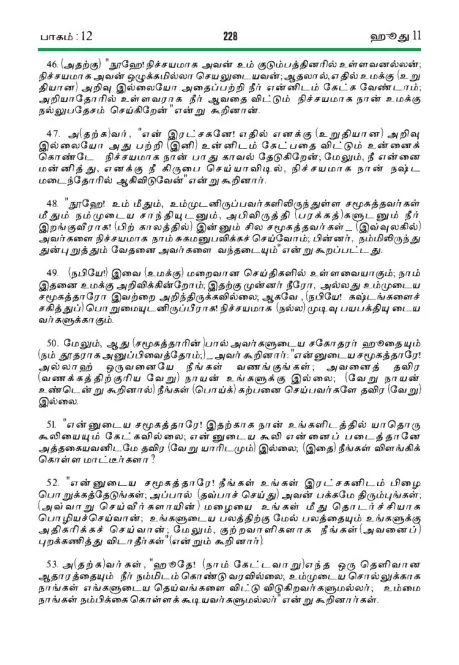 பாகம் : 12 228 ஹூது 11
46. (அதற்கு) "நூஹே! நிச்சயமாக அவன் உம் குடும்பத்தினரில் உள்ளவனல்லன்;
நிச்சயமாக அவன் ஒழுக்கமில்லா செயலுடையவன்; ஆதலால், எதில் உமக்கு (உறு
தியான) அறிவு இல்லையோ அதைப்பற்றி நீர் என்னிடம் கேட்க வேண்டாம்;
அறியாதோரில் உள்ளவராக நீர் ஆவதை விட்டும் நிச்சயமாக நான் உமக்கு
நல்லுபதேசம் செய்கிறேன்" என்று கூறினான்.
47. அ(தற்க)வர், "என் இரட்சகனே! எதில் எனக்கு (உறுதியான) அறிவு
இல்லையோ அது பற்றி (இனி) உன்னிடம் கேட்பதை விட்டும் உன்னைக்
கொண்டே நிச்சயமாக நான் பாது காவல் தேடுகிறேன்; மேலும், நீ என்னை
மன்னித்து, எனக்கு நீ கிருபை செய்யாவிடில், நிச்சயமாக நான் நஷ்ட
மடைந்தோரில் ஆகிவிடுவேன்" என்று கூறினார்.
48. "நூஹே! உம் மீதும், உம்முடனிருப்பவர்களிலிருந்துள்ள சமூகத்தவர்கள்
மீதும் நம்முடைய சாந்தியுடனும், அபிவிருத்தி (பரக்கத்)களுடனும் நீர்
இறங்குவீராக! (பிற் காலத்தில்) இன்னும் சில சமூகத்தவர்கள் _ (இவ்வுலகில்)
அவர்களை நிச்சயமாக நாம் சுகமனுபவிக்கச் செய்வோம்; பின்னர், நம்மிலிருந்து
துன்புறுத்தும் வேதனை அவர்களை வந்தடையும்" என்று கூறப்பட்டது.
49. (நபியே!) இவை (உமக்கு) மறைவான செய்திகளில் உள்ளவையாகும்; நாம்
இதனை உமக்கு அறிவிக்கின்றோம்; இதற்கு முன்னர் நீரோ, அல்லது உம்முடைய
சமூகத்தாரோ இவற்றை அறிந்திருக்கவில்லை; ஆகவே, (நபியே! கஷ்டங்களைச்
சகித்துப்) பொறுமையுடனிருப்பீராக! நிச்சயமாக (நல்ல) முடிவு பயபக்தியுடைய
வர்களுக்காகும்.
50. மேலும், ஆது (சமூகத்தாரின்)பால் அவர்களுடைய சகோதரர் ஹூதையும்
(நம் தூதராக அனுப்பிவைத்தோம்;) _ அவர் கூறினார்: "என்னுடைய சமூகத்தாரே!
அல்லாஹ் ஒருவனையே நீங்கள் வணங்குங்கள்; அவனைத் தவிர
(வணக்கத்திற்குரிய வேறு) நாயன் உங்களுக்கு இல்லை; (வேறு நாயன்
உண்டென்று கூறினால்) நீங்கள் (பொய்க்) கற்பனை செய்பவர்களே தவிர (வேறு)
இல்லை.
51. "என்னுடைய சமூகத்தாரே! இதற்காக நான் உங்களிடத்தில் யாதொரு
கூலியையும் கேட்கவில்லை; என்னுடைய கூலி என்னைப் படைத்தானே
அத்தகையவனிடமே தவிர (வேறு யாரிடமும்) இல்லை; (இதை) நீங்கள் விளங்கிக்
கொள்ள மாட்டீர்களா?
52. "என்னுடைய சமூகத்தாரே! நீங்கள் உங்கள் இரட்சகனிடம் பிழை
பொறுக்கத்தேடுங்கள்; அப்பால் (தவ்பாச் செய்து) அவன் பக்கமே திரும்புங்கள்;
(அவ்வாறு செய்வீர்களாயின்) மழையை உங்கள் மீது தொடர்ச்சியாக
பொழியச்செய்வான்; உங்களுடைய பலத்திற்கு மேல் பலத்தையும் உங்களுக்கு
அதிகரிக்கச் செய்வான்; மேலும், குற்றவாளிகளாக நீங்கள் (அவனைப்)
புறக்கணித்து விடாதீர்கள்" (என்றும் கூறினார்).
53. அ(தற்க)வர்கள், "ஹூதே! (நாம் கேட்டவாறு) எந்த ஒரு தெளிவான
ஆதாரத்தையும் நீர் நம்மிடம் கொண்டு வரவில்லை; உம்முடைய சொல்லுக்காக
நாங்கள் எங்களுடைய தெய்வங்களை விட்டு விடுகிறவர்களுமல்லர்; உம்மை
நாங்கள் நம்பிக்கை கொள்ளக் கூடியவர்களுமல்லர்" என்று கூறினார்கள்.